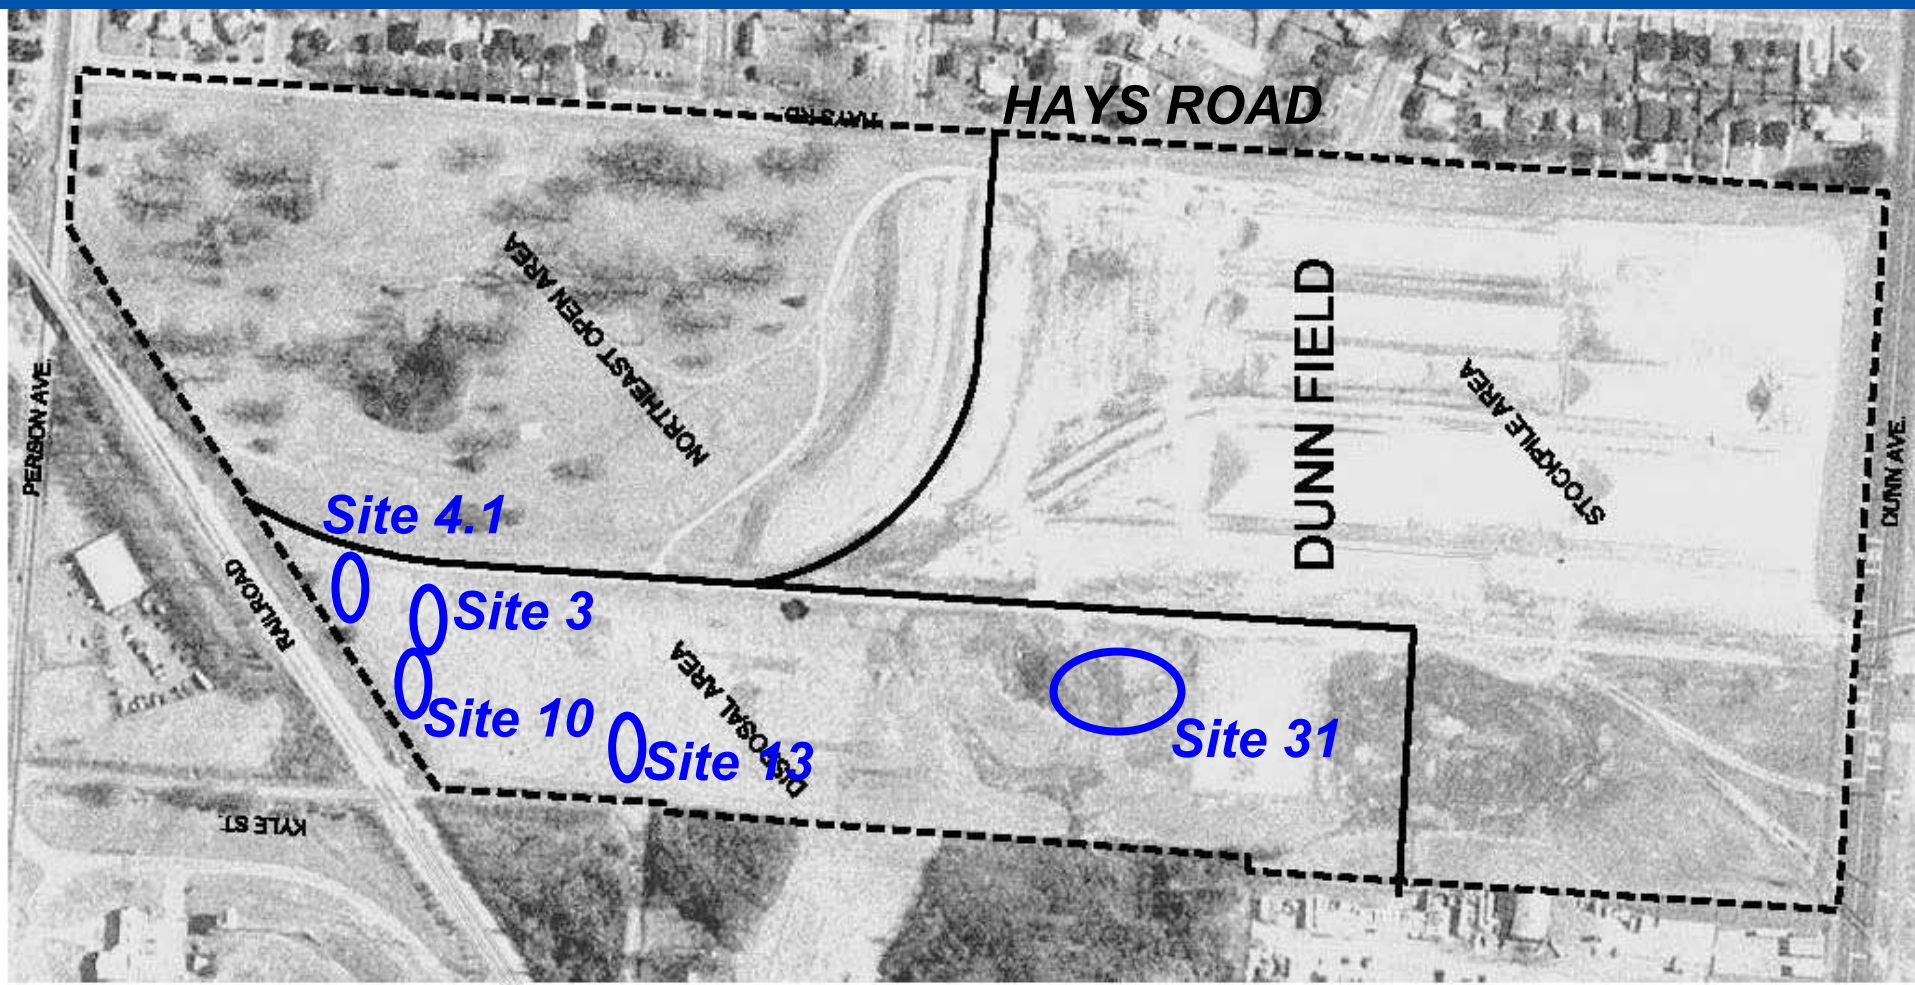 HAYS ROAD
HAYS RD.
NORTHEAST OPEN AREA
DUNN FIELD
STOCKPILE AREA
PERSON AVE.
DUNN AVE.
Site 4.1
RAILROAD
Site 3
DISPOSAL AREA
Site 10
Site 13
Site 31
KYLE ST.